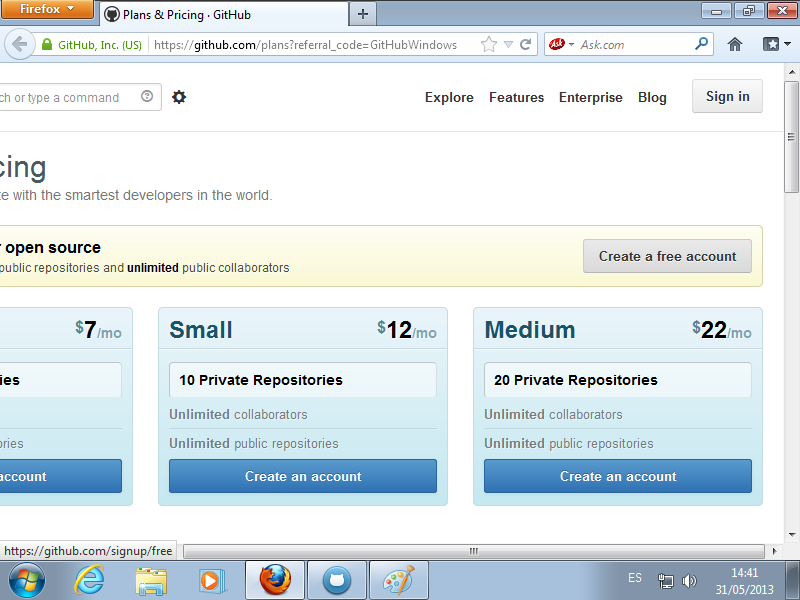 Firefox
Plans & Pricing · GitHub
GitHub, Inc. (US)
https://github.com/plans?referral_code=GitHubWindows
Ask
Ask.com
ch or type a command
Explore
Features
Enterprise
Blog
Sign in
cing
te with the smartest developers in the world.
r open source
public repositories and unlimited public collaborators
Create a free account
$7/mo
Small
$12/mo
Medium
$22/mo
ies
10 Private Repositories
20 Private Repositories
Unlimited collaborators
Unlimited collaborators
ories
Unlimited public repositories
Unlimited public repositories
account
Create an account
Create an account
https://github.com/signup/free
ES
14:41
31/05/2013